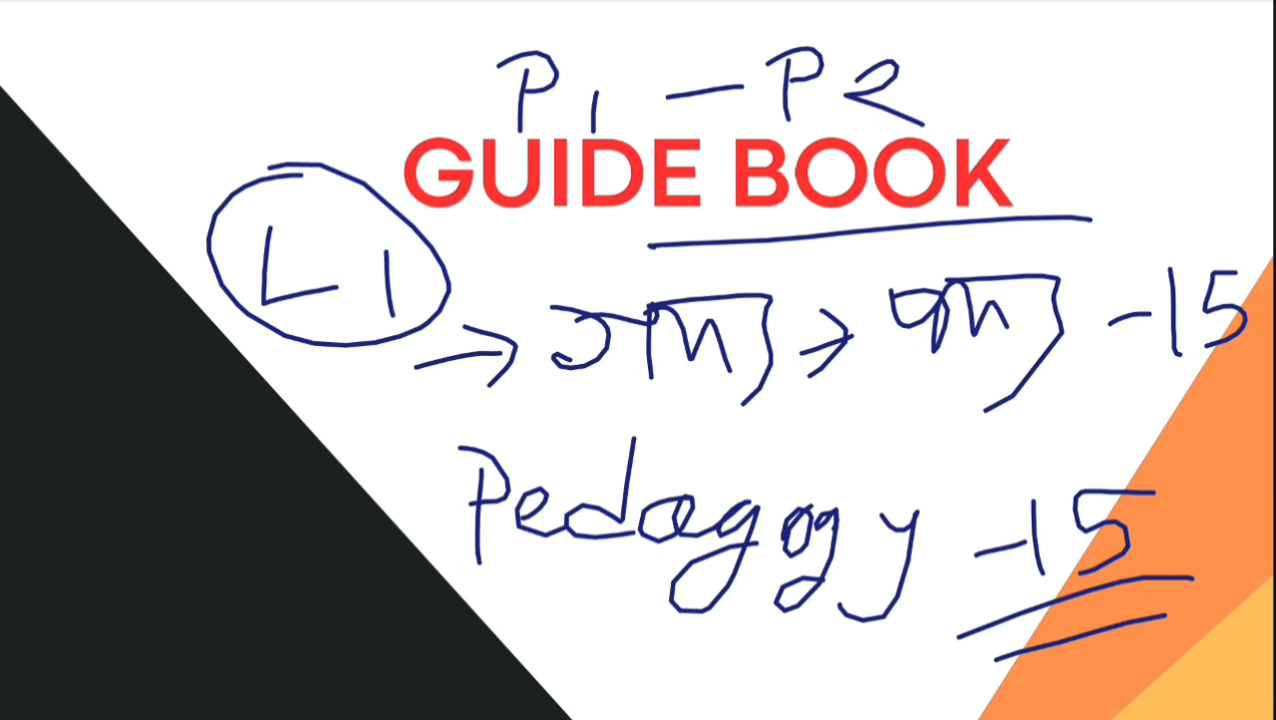 P1 – P2
GUIDE BOOK
L1
→ → – 15
Pedagogy – 15